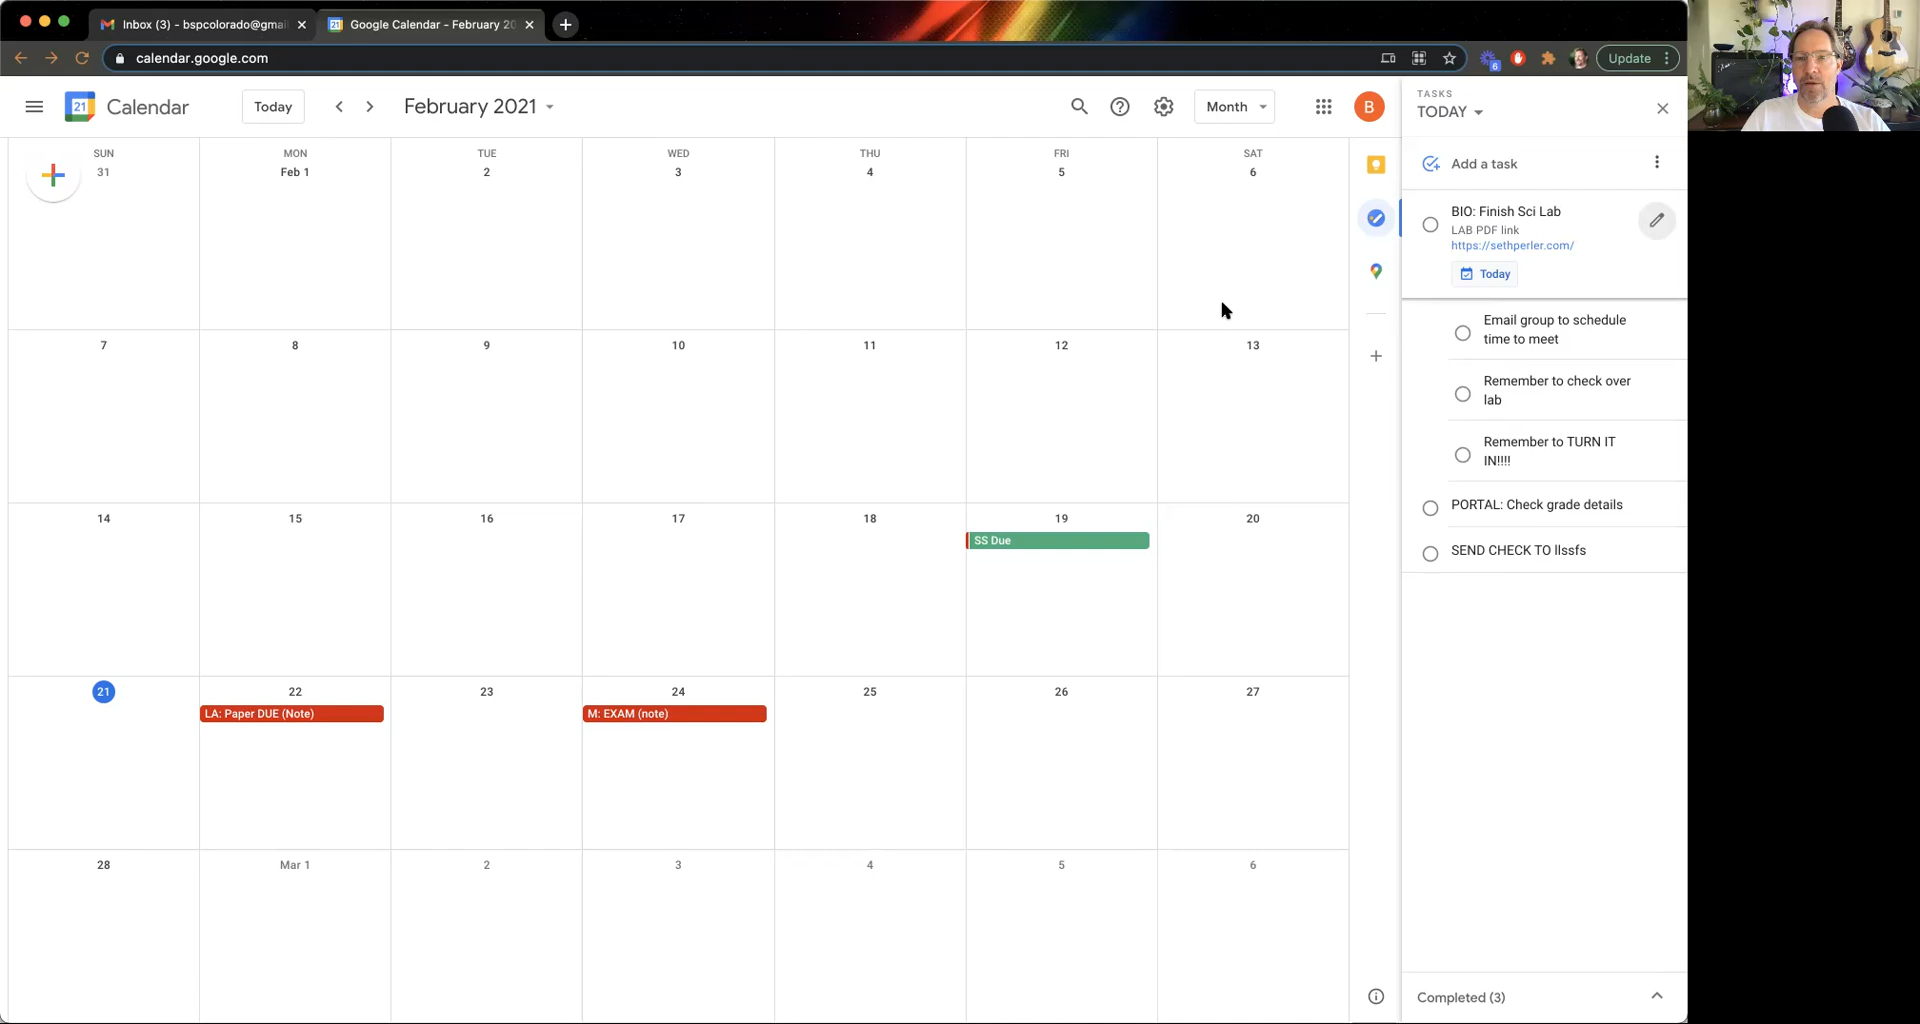 Inbox (3) - bspcolorado@gmai
Google Calendar - February 20
calendar.google.com
6
Update
21
Calendar
Today
February 2021
Month
B
TASKS
TODAY
SUN
MON
TUE
WED
THU
FRI
SAT
31
Feb 1
2
3
4
5
6
7
8
9
10
11
12
13
14
15
16
17
18
19
20
SS Due
21
22
23
24
25
26
27
LA: Paper DUE (Note)
M: EXAM (note)
28
Mar 1
2
3
4
5
6
Add a task
BIO: Finish Sci Lab
LAB PDF link
https://sethperler.com/
Today
Email group to schedule
time to meet
Remember to check over
lab
Remember to TURN IT
IN!!!!
PORTAL: Check grade details
SEND CHECK TO llssfs
Completed (3)